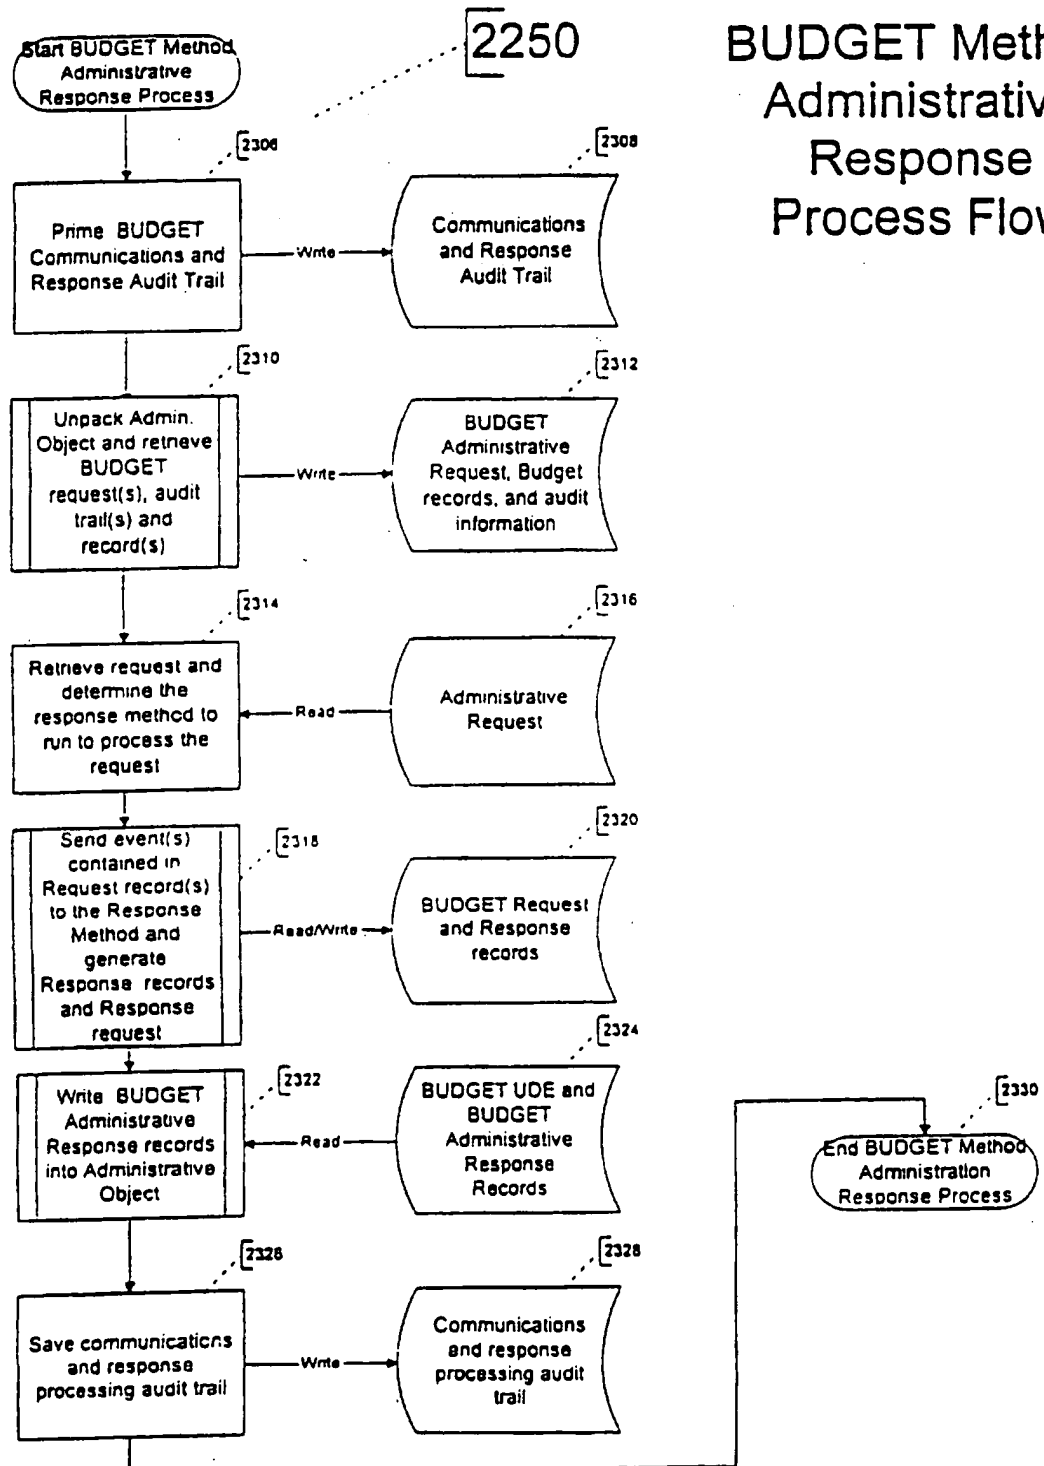 Start BUDGET Method
Administrative
Response Process
2250
BUDGET Meth
Administrativ
Response
Process Flow
2306
2308
Prime BUDGET
Communications and
Response Audit Trail
Write
Communications
and Response
Audit Trail
2310
2312
Unpack Admin.
Object and retrieve
BUDGET
request(s), audit
trail(s) and
record(s)
Write
BUDGET
Administrative
Request, Budget
records, and audit
information
2314
2316
Retrieve request and
determine the
response method to
run to process the
request
Read
Administrative
Request
2318
2320
Send event(s)
contained in
Request record(s)
to the Response
Method and
generate
Response records
and Response
request
Read/Write
BUDGET Request
and Response
records
2322
2324
Write BUDGET
Administrative
Response records
into Administrative
Object
Read
BUDGET UDE and
BUDGET
Administrative
Response
Records
2330
End BUDGET Method
Administration
Response Process
2326
2328
Save communications
and response
processing audit trail
Write
Communications
and response
processing audit
trail